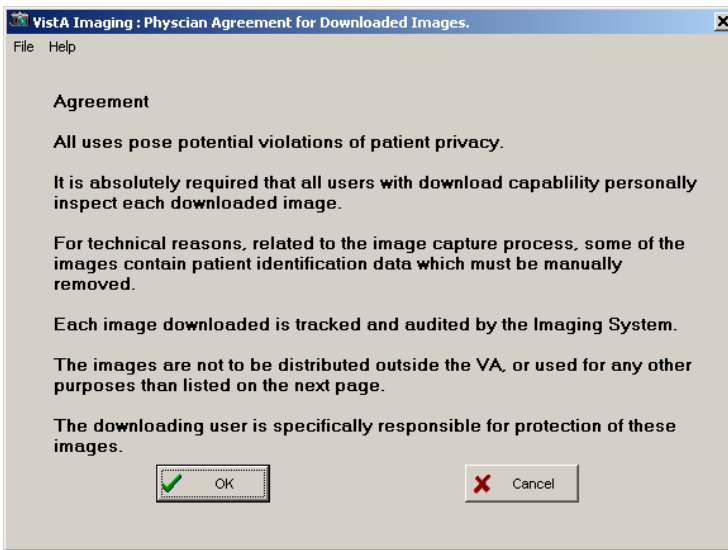 VistA Imaging : Physcian Agreement for Downloaded Images.
File Help
Agreement
All uses pose potential violations of patient privacy.
It is absolutely required that all users with download capablility personally
inspect each downloaded image.
For technical reasons, related to the image capture process, some of the
images contain patient identification data which must be manually
removed.
Each image downloaded is tracked and audited by the Imaging System.
The images are not to be distributed outside the VA, or used for any other
purposes than listed on the next page.
The downloading user is specifically responsible for protection of these
images.
OK Cancel